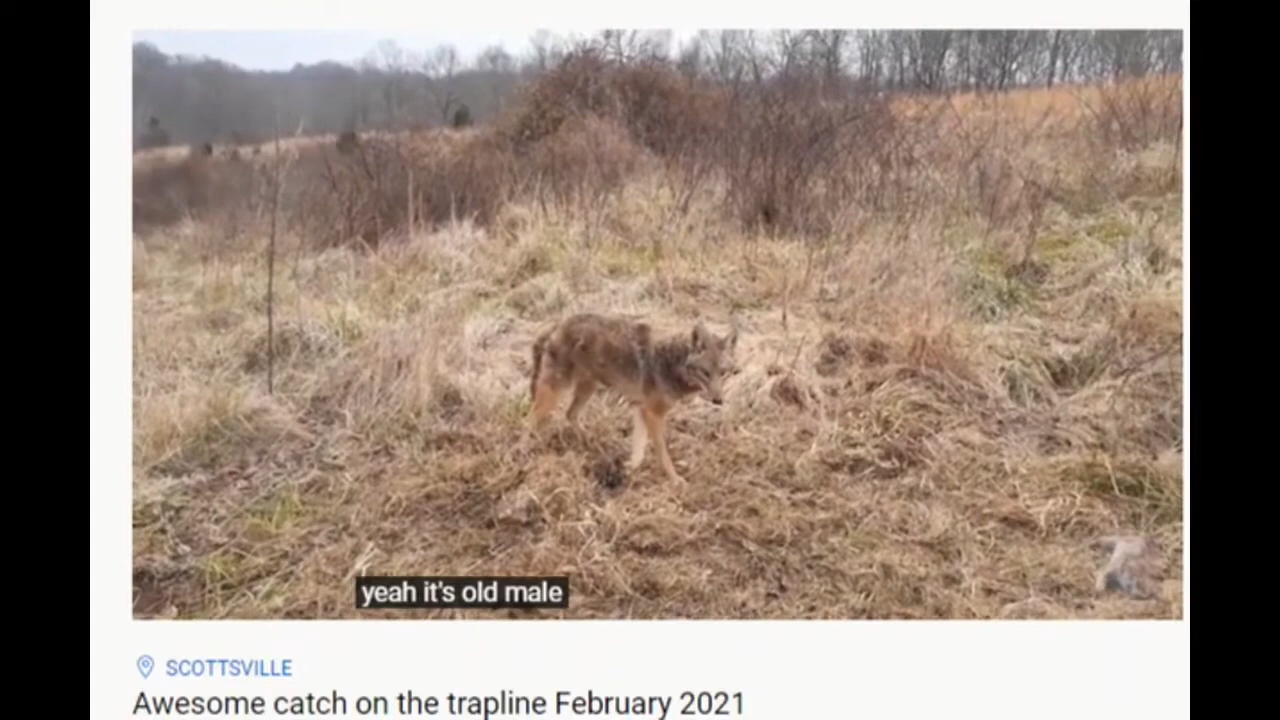 yeah it's old male
SCOTTSVILLE
Awesome catch on the trapline February 2021